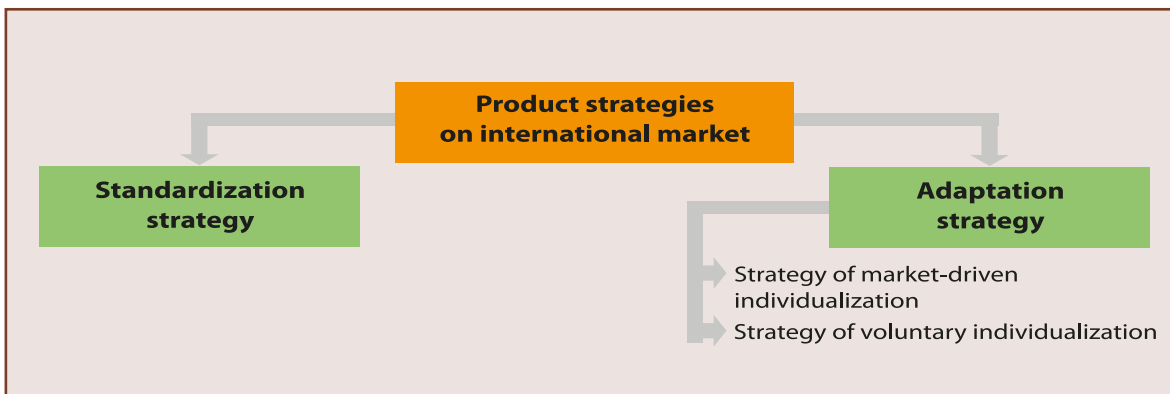 Product strategies
on international market
Standardization
strategy
Adaptation
strategy
Strategy of market-driven
individualization
Strategy of voluntary individualization